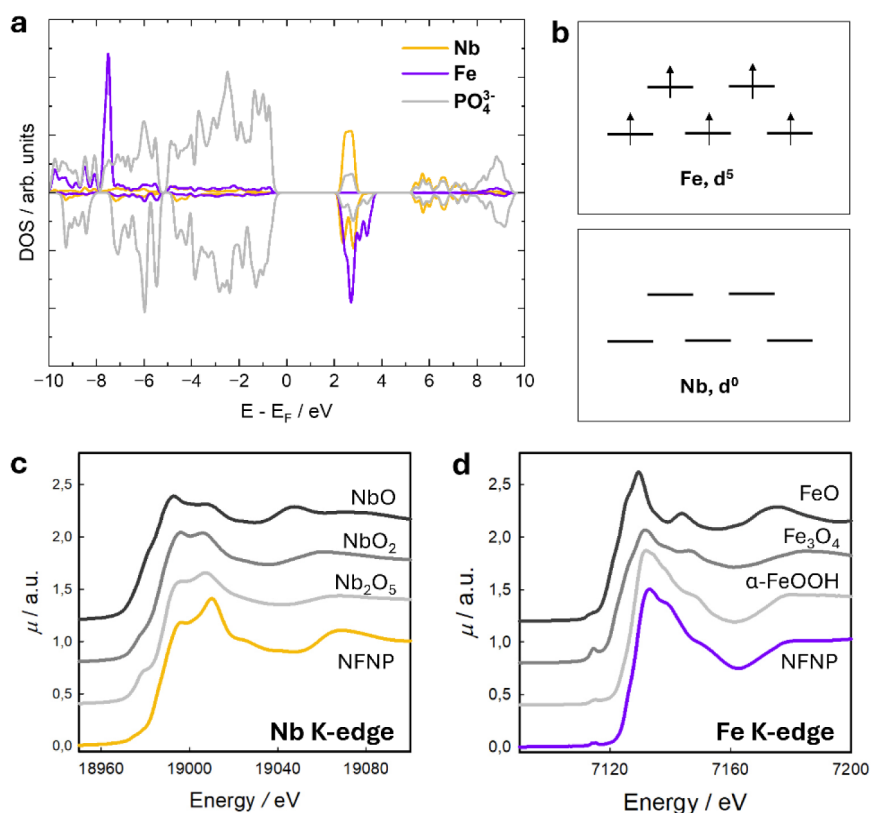 a
Nb
Fe
PO₄³⁻
DOS / arb. units
−10 −8 −6 −4 −2 0 2 4 6 8 10
E - E_F / eV
b
Fe, d⁵
Nb, d⁰
c
2,5
2,0
1,5
1,0
0,5
0,0
μ / a.u.
NbO
NbO₂
Nb₂O₅
NFNP
Nb K-edge
18960 19000 19040 19080
Energy / eV
d
2,5
2,0
1,5
1,0
0,5
0,0
μ / a.u.
FeO
Fe₃O₄
α-FeOOH
NFNP
Fe K-edge
7120 7160 7200
Energy / eV